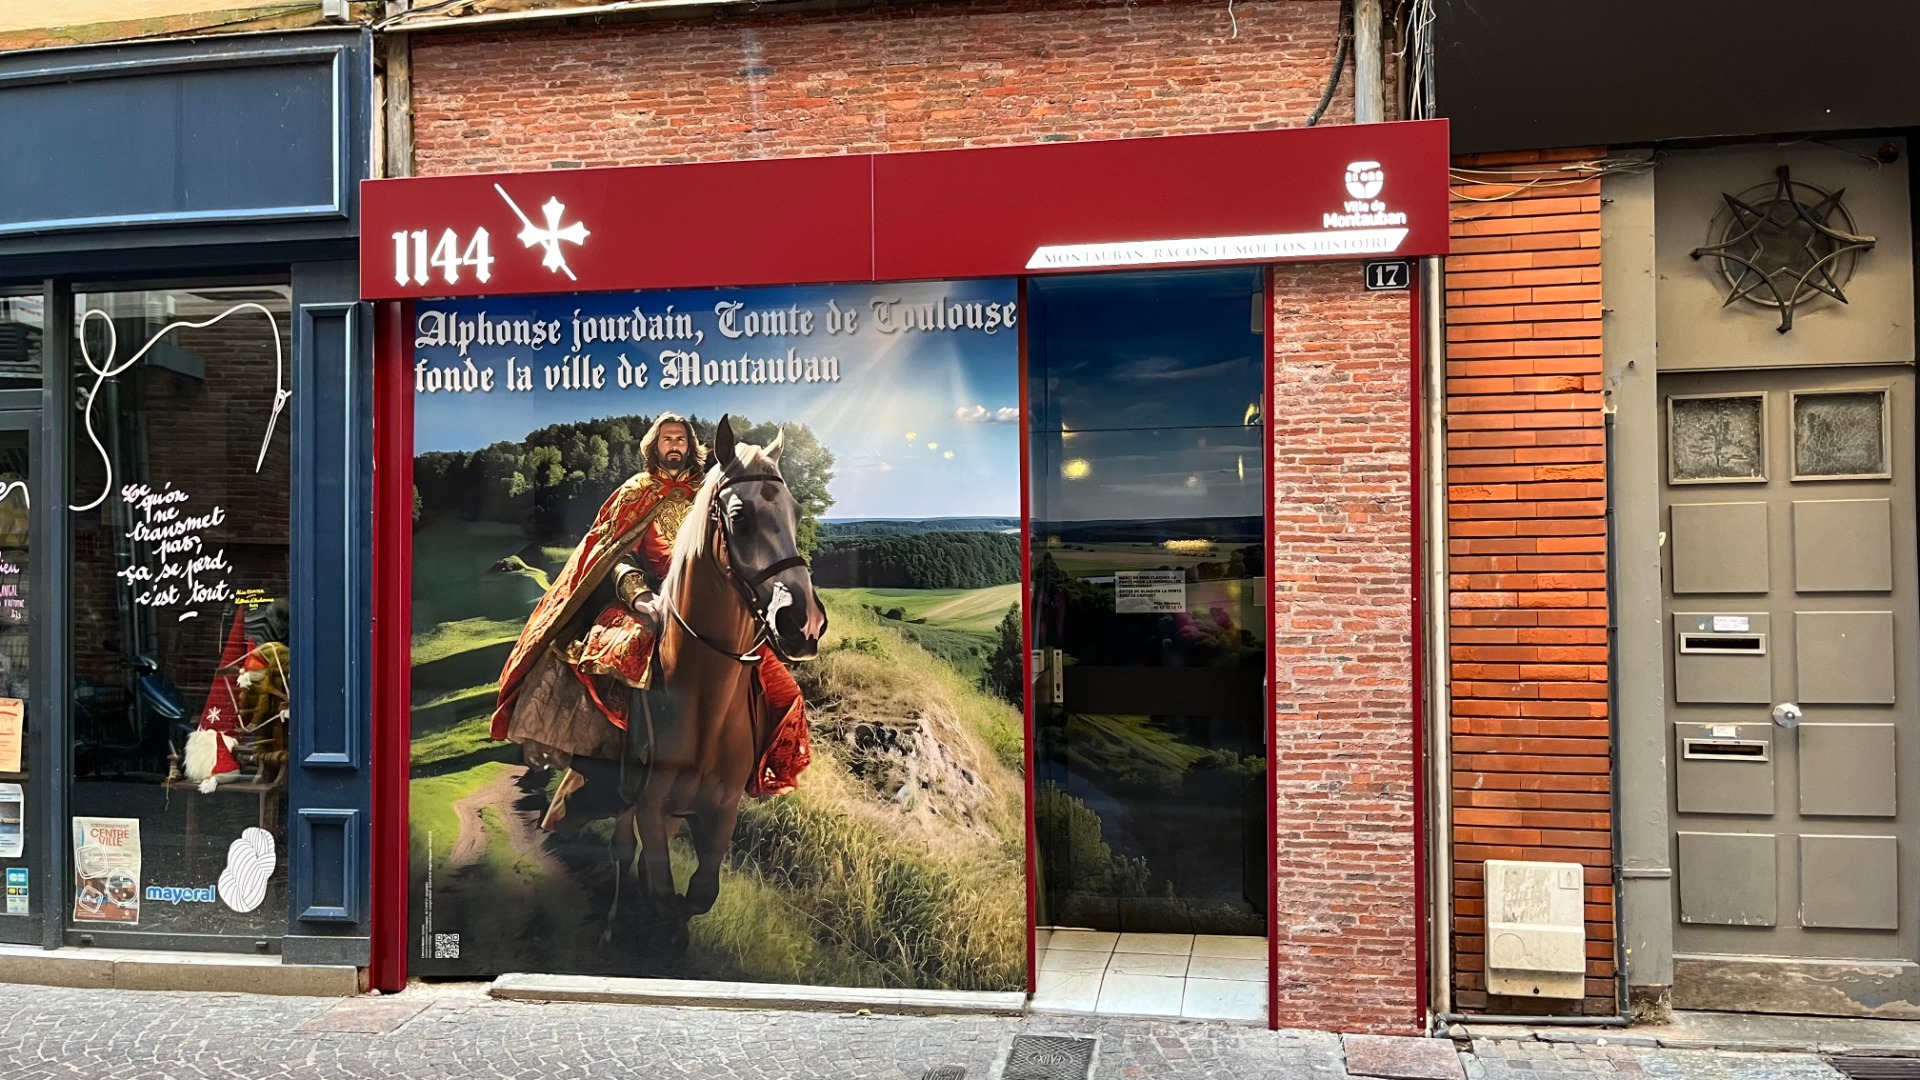 1144
Ville de
Montauban
MONTAUBAN, RACONTE MOI TON HISTOIRE
17
Alphonse jourdain, Comte de Toulouse
fonde la ville de Montauban
Ce
qu'on
ne
transmet
pas,
ça se perd,
c'est tout.
CENTRE
VILLE
mayoral